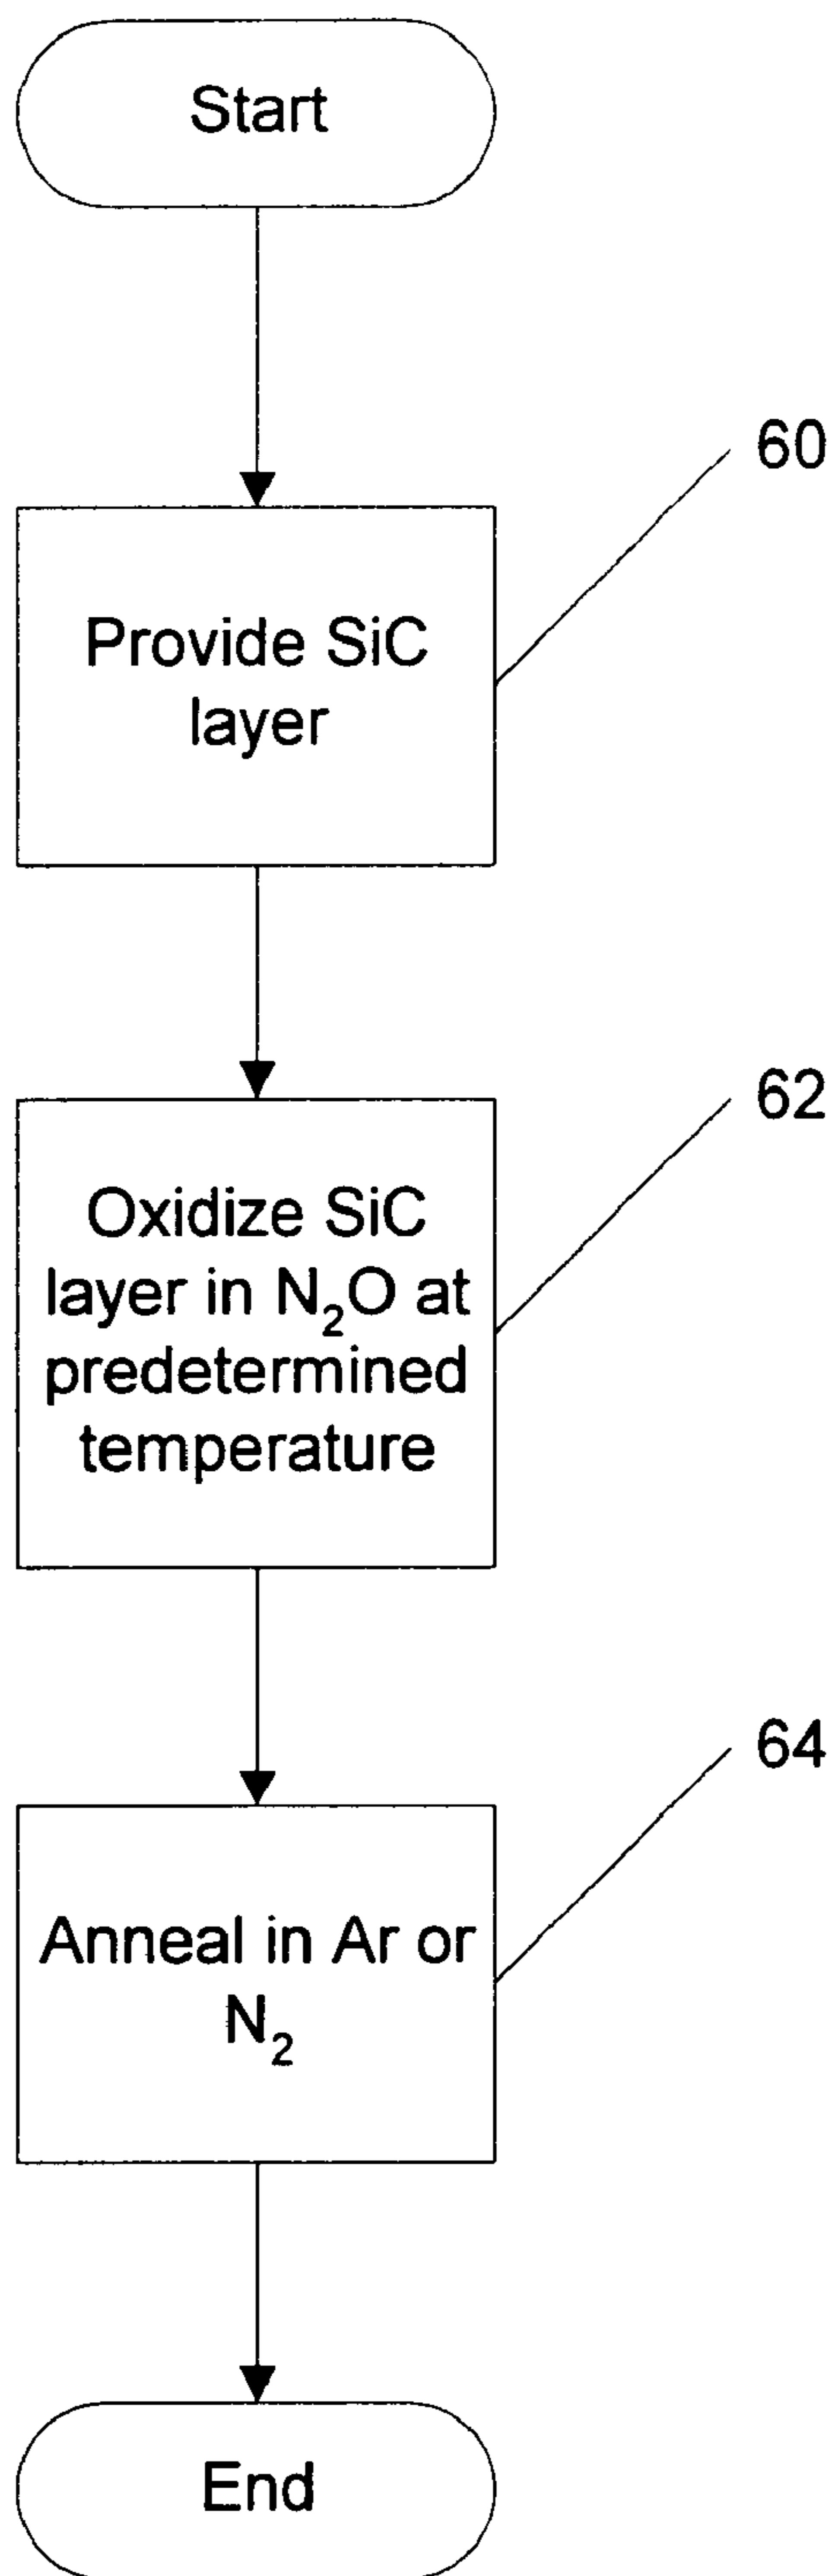 Start
60
Provide SiC
layer
62
Oxidize SiC
layer in N₂O at
predetermined
temperature
64
Anneal in Ar or
N₂
End